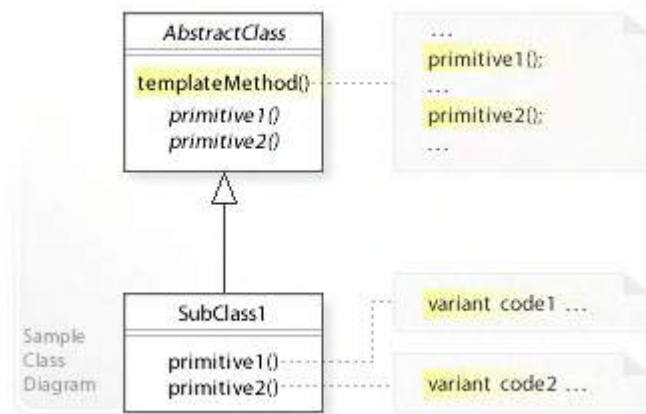 AbstractClass
templateMethod()
primitive1()
primitive2()
...
primitive1();
...
primitive2();
...
SubClass1
primitive1()
primitive2()
variant code1 ...
variant code2 ...
Sample
Class
Diagram